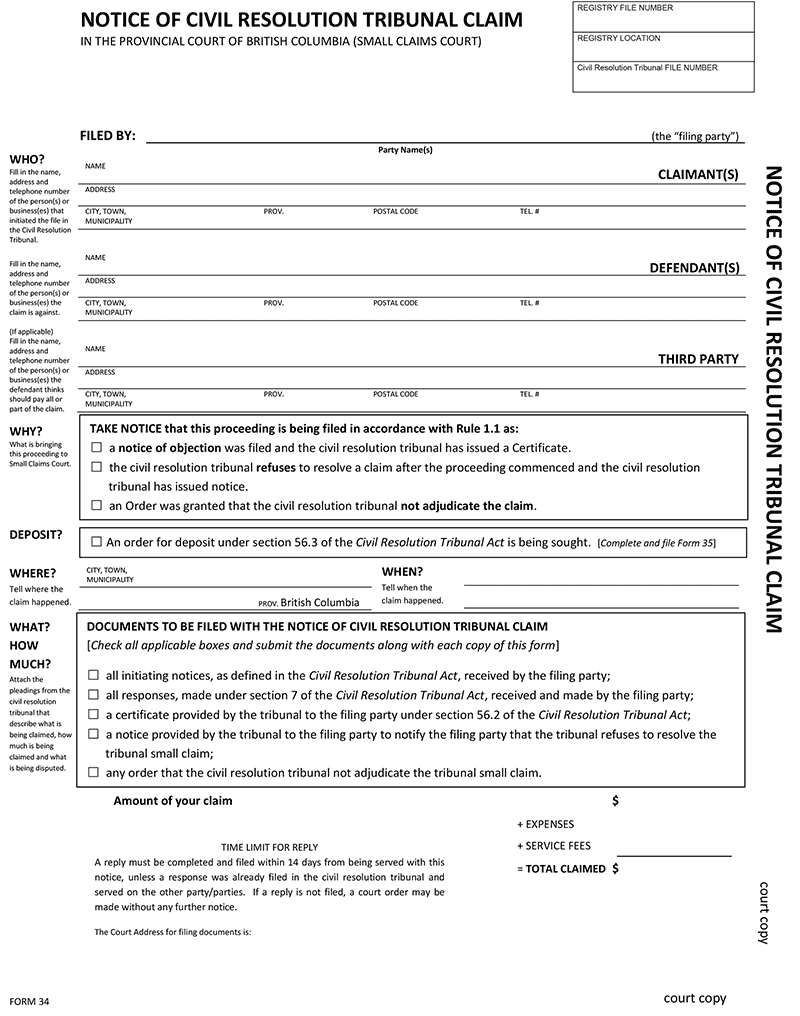 NOTICE OF CIVIL RESOLUTION TRIBUNAL CLAIM
IN THE PROVINCIAL COURT OF BRITISH COLUMBIA (SMALL CLAIMS COURT)
REGISTRY FILE NUMBER
REGISTRY LOCATION
Civil Resolution Tribunal FILE NUMBER
FILED BY:
(the “filing party”)
Party Name(s)
WHO?
Fill in the name,
address and
telephone number
of the person(s) or
business(es) that
initiated the file in
the Civil Resolution
Tribunal.
NAME
CLAIMANT(S)
ADDRESS
CITY, TOWN, PROV. POSTAL CODE TEL. #
MUNICIPALITY
Fill in the name,
address and
telephone number
of the person(s) or
business(es) the
claim is against.
NAME
DEFENDANT(S)
ADDRESS
CITY, TOWN, PROV. POSTAL CODE TEL. #
MUNICIPALITY
(If applicable)
Fill in the name,
address and
telephone number
of the person(s) or
business(es) the
defendant thinks
should pay all or
part of the claim.
NAME
THIRD PARTY
ADDRESS
CITY, TOWN, PROV. POSTAL CODE TEL. #
MUNICIPALITY
WHY?
What is bringing
this proceeding to
Small Claims Court.
TAKE NOTICE that this proceeding is being filed in accordance with Rule 1.1 as:
☐ a notice of objection was filed and the civil resolution tribunal has issued a Certificate.
☐ the civil resolution tribunal refuses to resolve a claim after the proceeding commenced and the civil resolution
tribunal has issued notice.
☐ an Order was granted that the civil resolution tribunal not adjudicate the claim.
DEPOSIT?
☐ An order for deposit under section 56.3 of the Civil Resolution Tribunal Act is being sought. [Complete and file Form 35]
WHERE?
Tell where the
claim happened.
CITY, TOWN,
MUNICIPALITY
PROV. British Columbia
WHEN?
Tell when the
claim happened.
WHAT?
HOW
MUCH?
Attach the
pleadings from the
civil resolution
tribunal that
describe what is
being claimed, how
much is being
claimed and what
is being disputed.
DOCUMENTS TO BE FILED WITH THE NOTICE OF CIVIL RESOLUTION TRIBUNAL CLAIM
[Check all applicable boxes and submit the documents along with each copy of this form]
☐ all initiating notices, as defined in the Civil Resolution Tribunal Act, received by the filing party;
☐ all responses, made under section 7 of the Civil Resolution Tribunal Act, received and made by the filing party;
☐ a certificate provided by the tribunal to the filing party under section 56.2 of the Civil Resolution Tribunal Act;
☐ a notice provided by the tribunal to the filing party to notify the filing party that the tribunal refuses to resolve the
tribunal small claim;
☐ any order that the civil resolution tribunal not adjudicate the tribunal small claim.
Amount of your claim $
+ EXPENSES
+ SERVICE FEES
= TOTAL CLAIMED $
TIME LIMIT FOR REPLY
A reply must be completed and filed within 14 days from being served with this
notice, unless a response was already filed in the civil resolution tribunal and
served on the other party/parties. If a reply is not filed, a court order may be
made without any further notice.
The Court Address for filing documents is:
NOTICE OF CIVIL RESOLUTION TRIBUNAL CLAIM
court copy
FORM 34
court copy